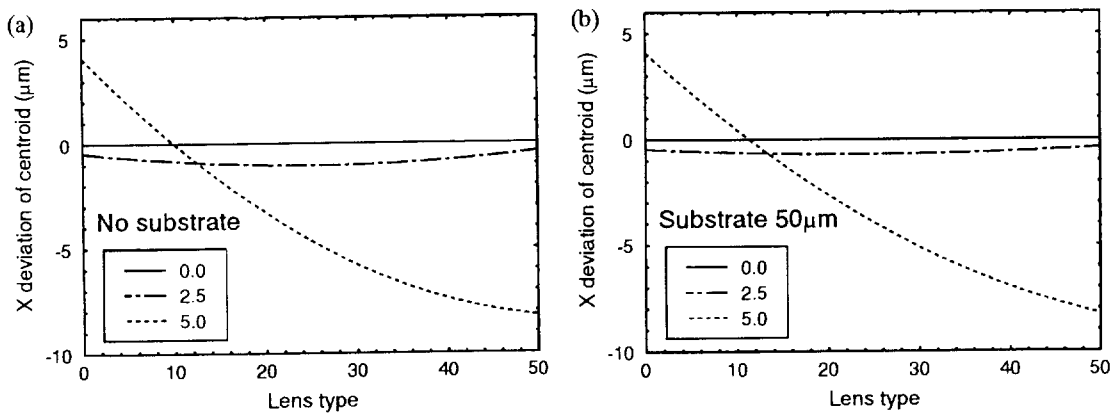 (a)
X deviation of centroid (μm)
5
0
-5
-10
No substrate
0.0
2.5
5.0
0 10 20 30 40 50
Lens type
(b)
X deviation of centroid (μm)
5
0
-5
-10
Substrate 50μm
0.0
2.5
5.0
0 10 20 30 40 50
Lens type